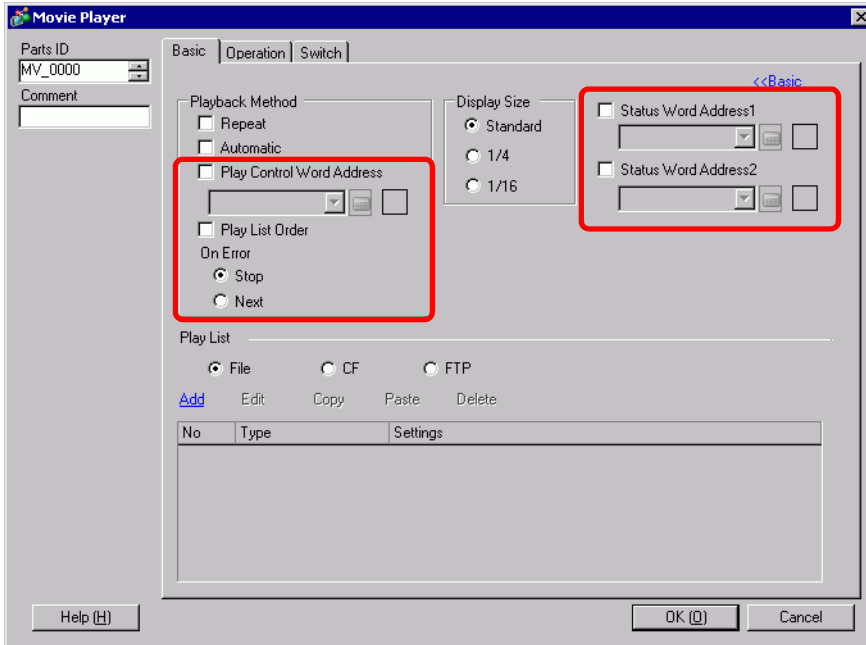 Movie Player
Parts ID
MV_0000
Comment
Basic
Operation
Switch
<<Basic
Playback Method
Repeat
Automatic
Play Control Word Address
Play List Order
On Error
Stop
Next
Display Size
Standard
1/4
1/16
Status Word Address1
Status Word Address2
Play List
File
CF
FTP
Add
Edit
Copy
Paste
Delete
No
Type
Settings
Help (H)
OK (O)
Cancel